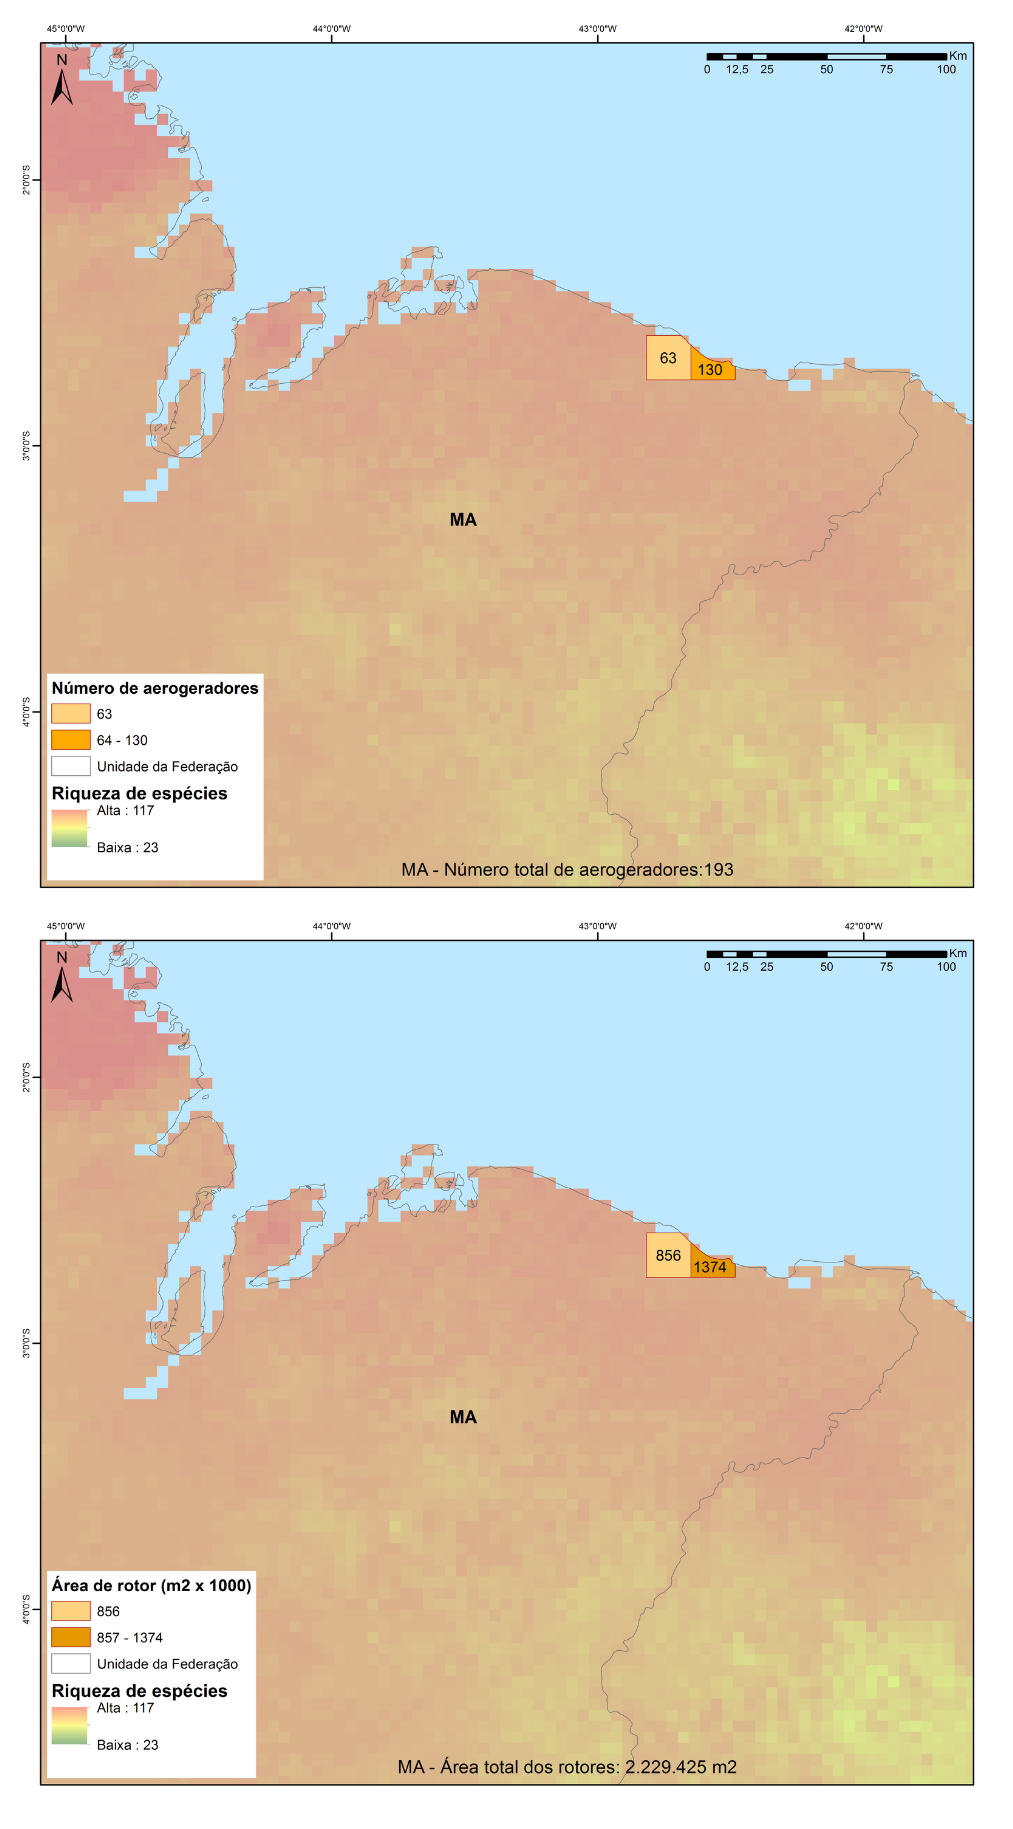 45°0'0"W 44°0'0"W 43°0'0"W 42°0'0"W
N
Km
0 12,5 25 50 75 100
2°0'0"S
63
130
3°0'0"S
MA
Número de aerogeradores
63
4°0'0"S
64 - 130
Unidade da Federação
Riqueza de espécies
Alta : 117
Baixa : 23
MA - Número total de aerogeradores:193
45°0'0"W 44°0'0"W 43°0'0"W 42°0'0"W
N
Km
0 12,5 25 50 75 100
2°0'0"S
856
1374
3°0'0"S
MA
Área de rotor (m2 x 1000)
856
4°0'0"S
857 - 1374
Unidade da Federação
Riqueza de espécies
Alta : 117
Baixa : 23
MA - Área total dos rotores: 2.229.425 m2